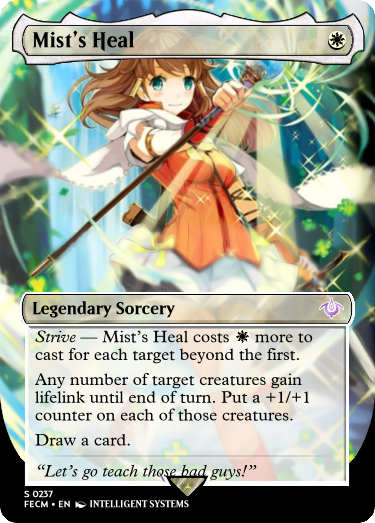 Mist's Heal
Legendary Sorcery
Strive — Mist's Heal costs more to
cast for each target beyond the first.
Any number of target creatures gain
lifelink until end of turn. Put a +1/+1
counter on each of those creatures.
Draw a card.
“Let's go teach those bad guys!”
S 0237
FECM • EN INTELLIGENT SYSTEMS